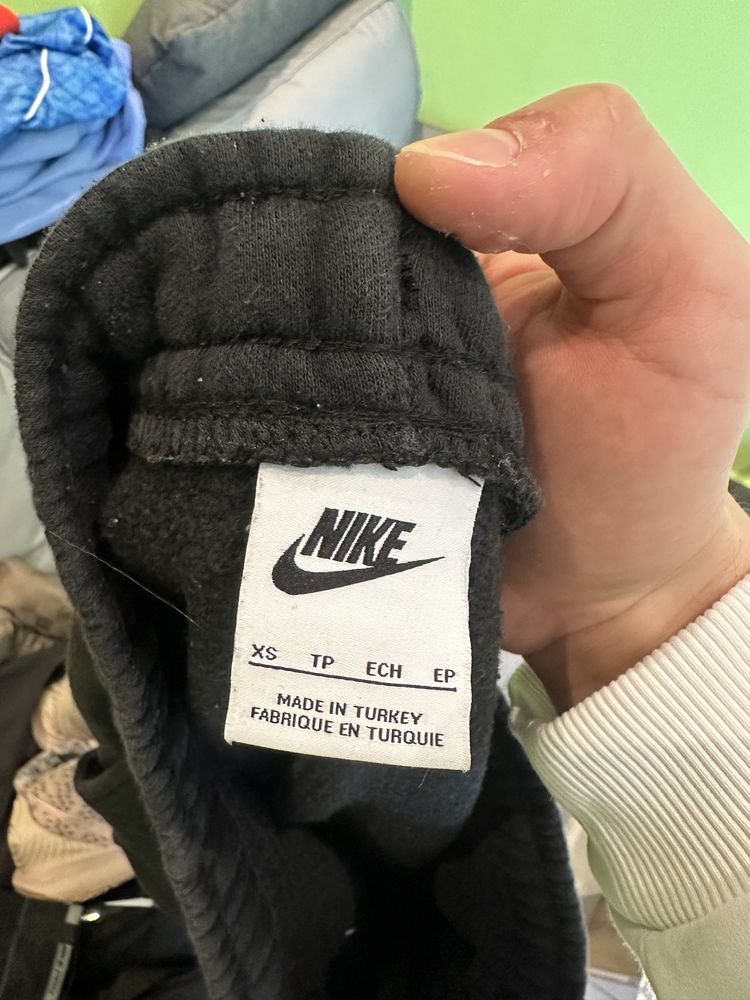 NIKE
XS TP ECH EP
MADE IN TURKEY
FABRIQUE EN TURQUIE